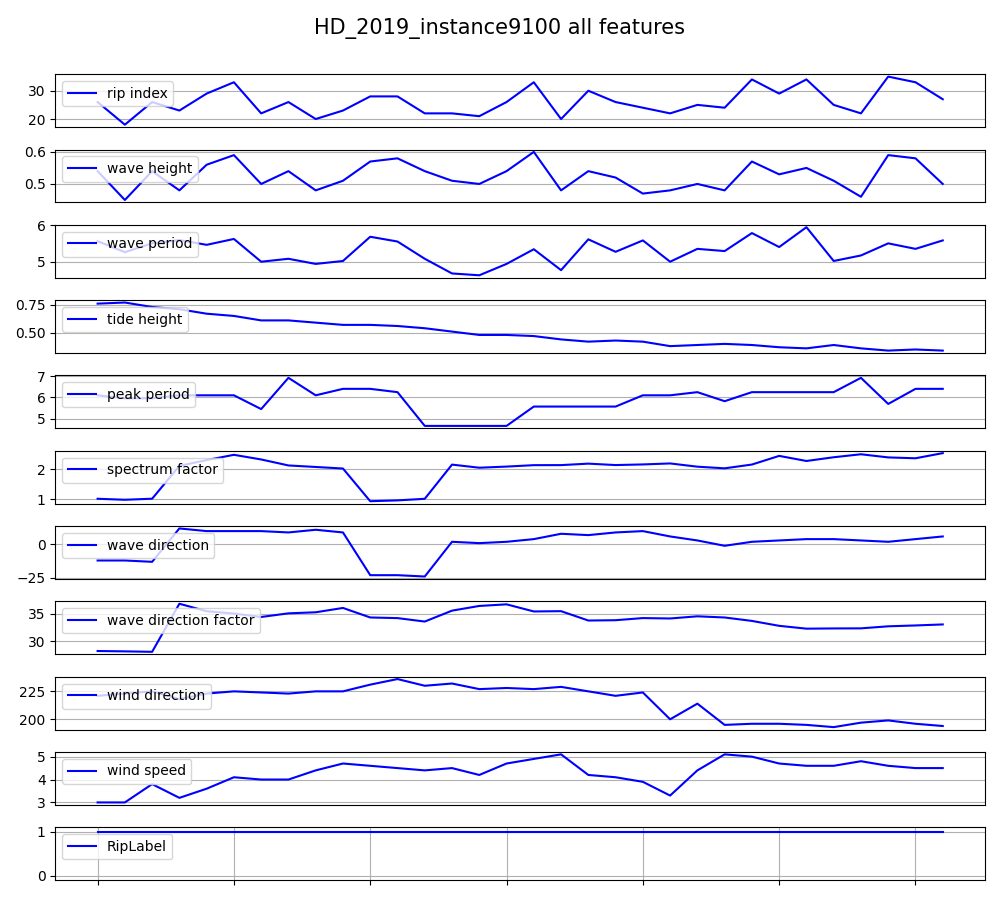 HD_2019_instance9100 all features
30
20
rip index
0.6
0.5
wave height
6
5
wave period
0.75
0.50
tide height
7
6
5
peak period
2
1
spectrum factor
0
−25
wave direction
35
30
wave direction factor
225
200
wind direction
5
4
3
wind speed
1
0
RipLabel